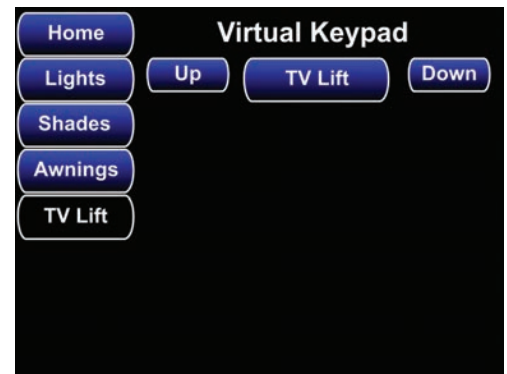 Home
Virtual Keypad
Lights
Up
TV Lift
Down
Shades
Awnings
TV Lift